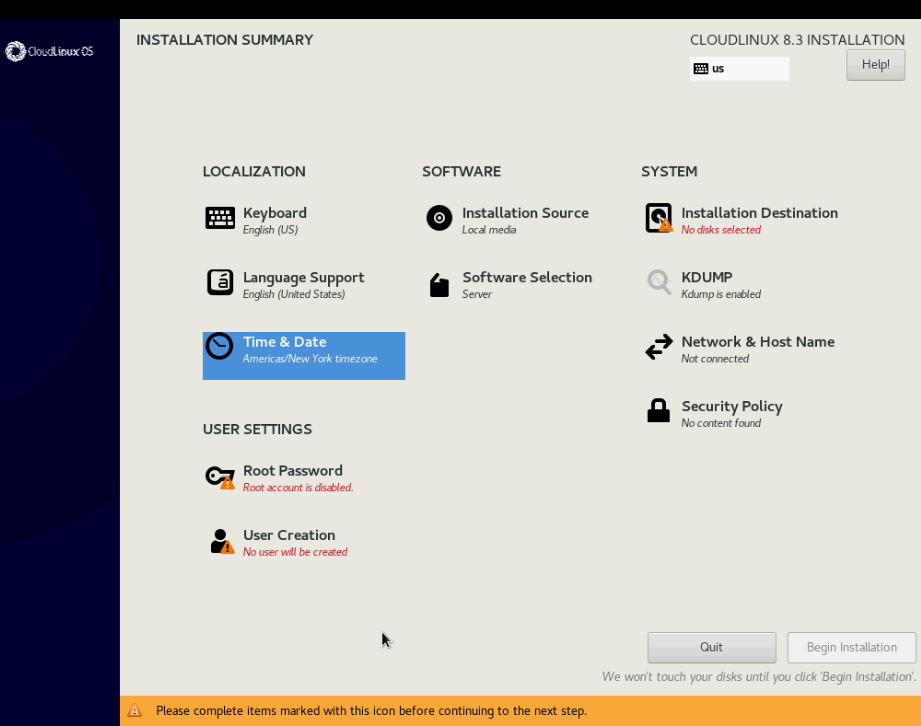 CloudLinux OS
INSTALLATION SUMMARY
CLOUDLINUX 8.3 INSTALLATION
us
Help!
LOCALIZATION
Keyboard
English (US)
Language Support
English (United States)
Time & Date
Americas/New York timezone
USER SETTINGS
Root Password
Root account is disabled.
User Creation
No user will be created
SOFTWARE
Installation Source
Local media
Software Selection
Server
SYSTEM
Installation Destination
No disks selected
KDUMP
Kdump is enabled
Network & Host Name
Not connected
Security Policy
No content found
Quit
Begin Installation
We won't touch your disks until you click 'Begin Installation'.
Please complete items marked with this icon before continuing to the next step.